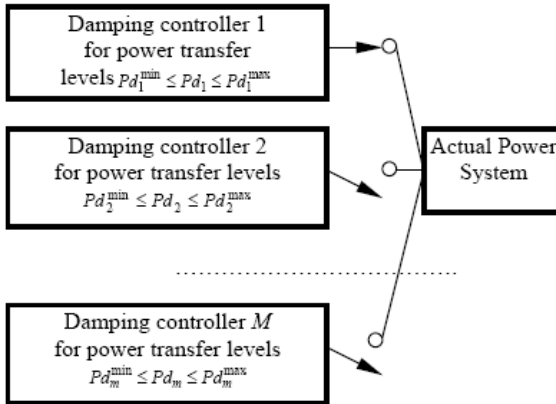 Damping controller 1
for power transfer
levels Pd₁ᵐⁱⁿ ≤ Pd₁ ≤ Pd₁ᵐᵃˣ
Damping controller 2
for power transfer levels
Pd₂ᵐⁱⁿ ≤ Pd₂ ≤ Pd₂ᵐᵃˣ
Actual Power
System
Damping controller M
for power transfer levels
Pdₘᵐⁱⁿ ≤ Pdₘ ≤ Pdₘᵐᵃˣ